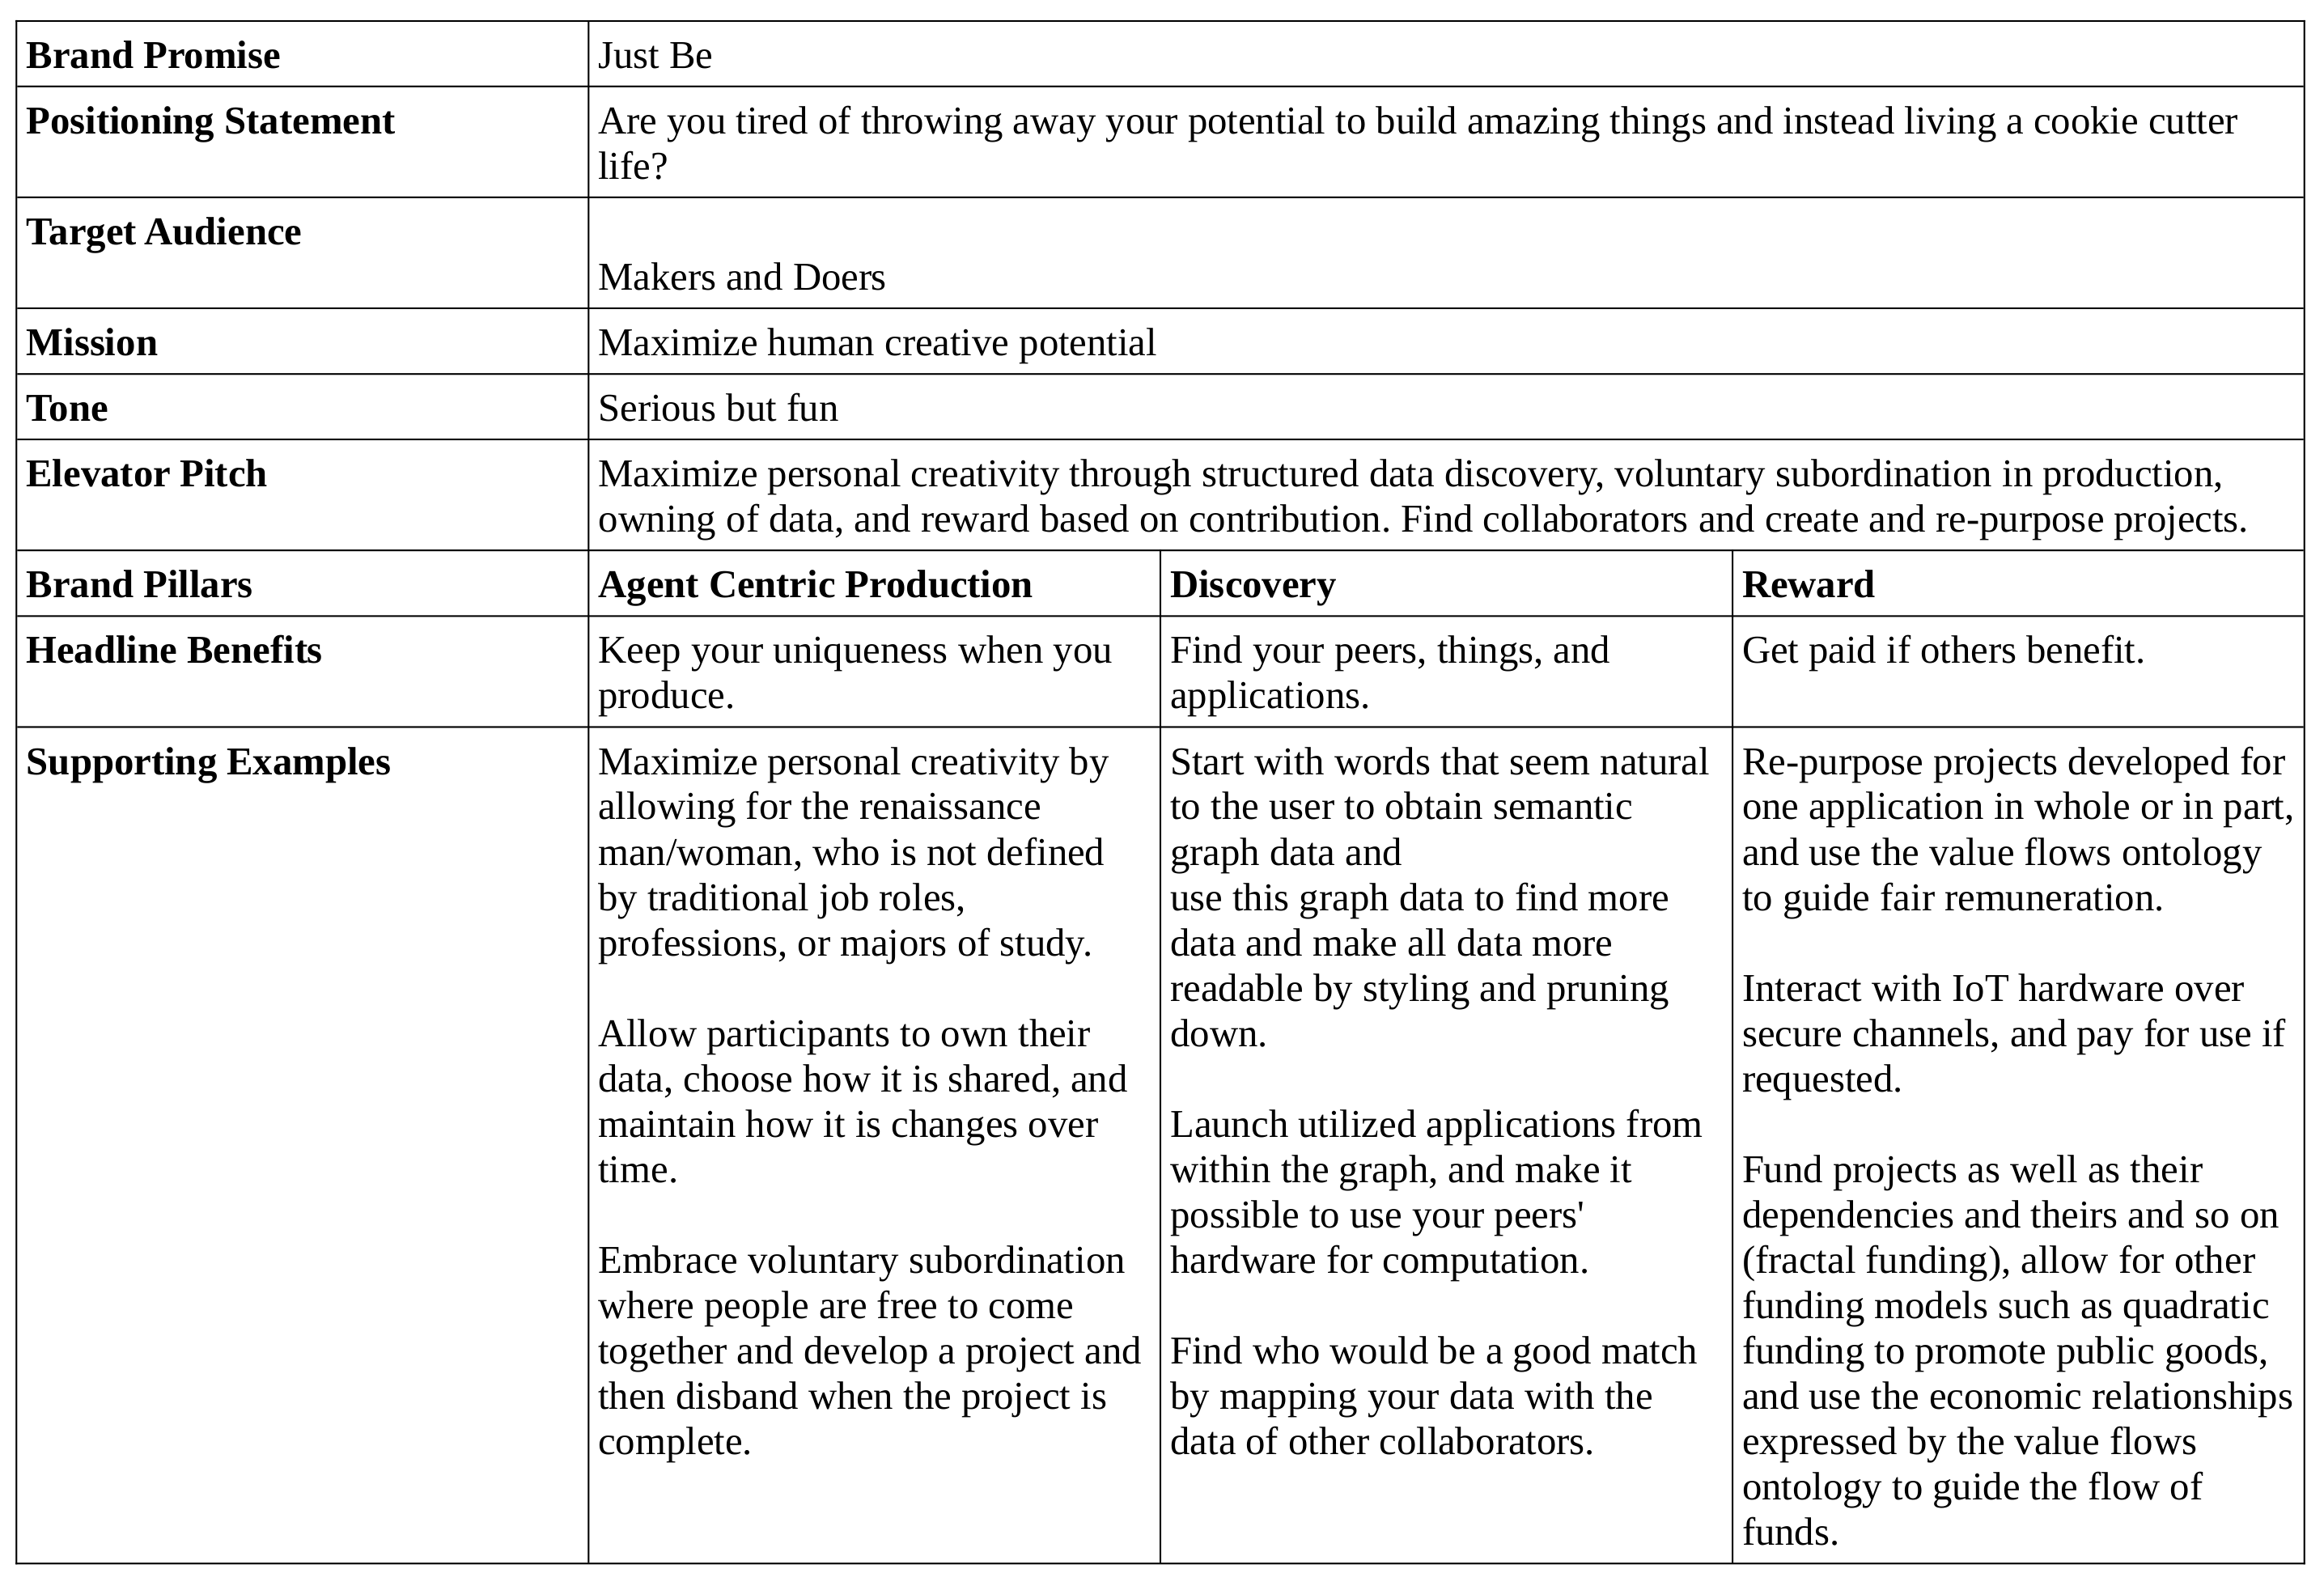 Brand Promise
Just Be
Positioning Statement
Are you tired of throwing away your potential to build amazing things and instead living a cookie cutter
life?
Target Audience
Makers and Doers
Mission
Maximize human creative potential
Tone
Serious but fun
Elevator Pitch
Maximize personal creativity through structured data discovery, voluntary subordination in production,
owning of data, and reward based on contribution. Find collaborators and create and re-purpose projects.
Brand Pillars
Agent Centric Production
Discovery
Reward
Headline Benefits
Keep your uniqueness when you
produce.
Find your peers, things, and
applications.
Get paid if others benefit.
Supporting Examples
Maximize personal creativity by
allowing for the renaissance
man/woman, who is not defined
by traditional job roles,
professions, or majors of study.
Allow participants to own their
data, choose how it is shared, and
maintain how it is changes over
time.
Embrace voluntary subordination
where people are free to come
together and develop a project and
then disband when the project is
complete.
Start with words that seem natural
to the user to obtain semantic
graph data and
use this graph data to find more
data and make all data more
readable by styling and pruning
down.
Launch utilized applications from
within the graph, and make it
possible to use your peers'
hardware for computation.
Find who would be a good match
by mapping your data with the
data of other collaborators.
Re-purpose projects developed for
one application in whole or in part,
and use the value flows ontology
to guide fair remuneration.
Interact with IoT hardware over
secure channels, and pay for use if
requested.
Fund projects as well as their
dependencies and theirs and so on
(fractal funding), allow for other
funding models such as quadratic
funding to promote public goods,
and use the economic relationships
expressed by the value flows
ontology to guide the flow of
funds.